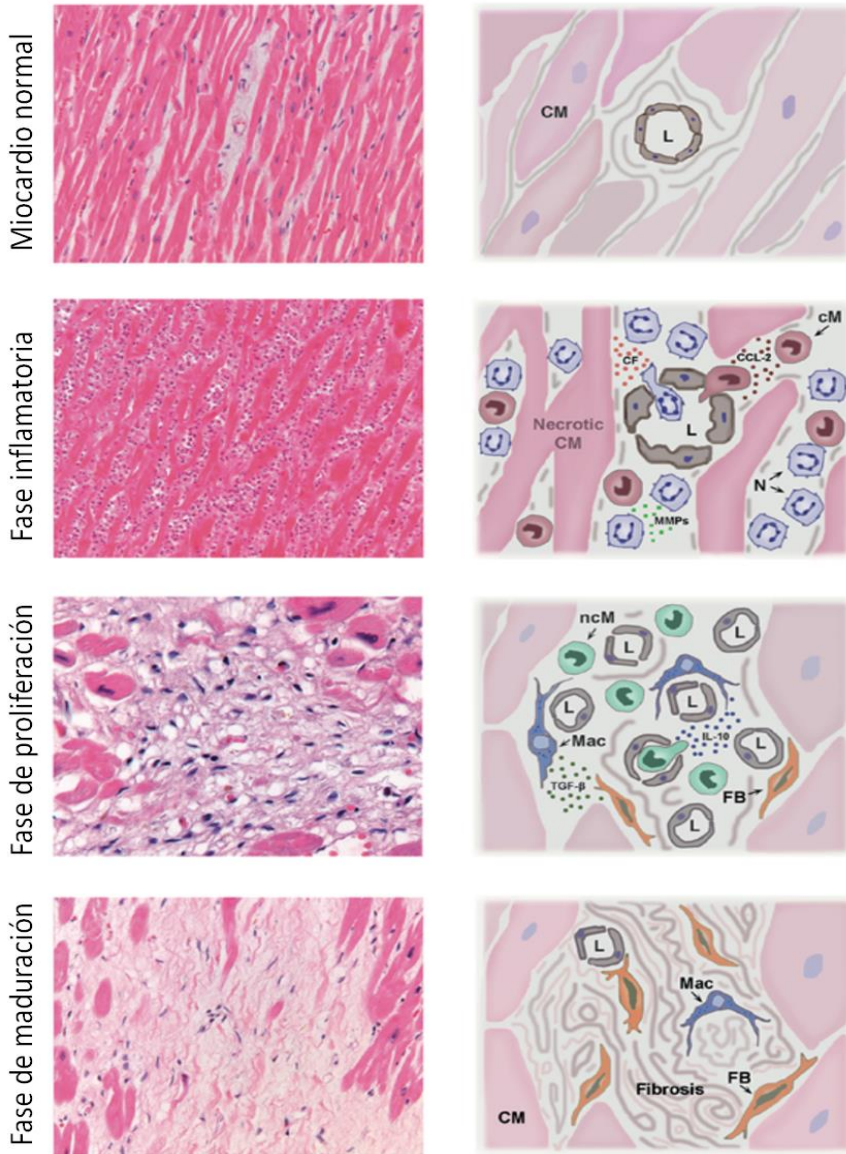 Miocardio normal
CM
L
Fase inflamatoria
cM
CF
CCL-2
L
Necrotic
CM
N
MMPs
Fase de proliferación
ncM
L
L
L
L
IL-10
Mac
L
TGF-β
FB
L
Fase de maduración
L
Mac
Fibrosis
FB
CM